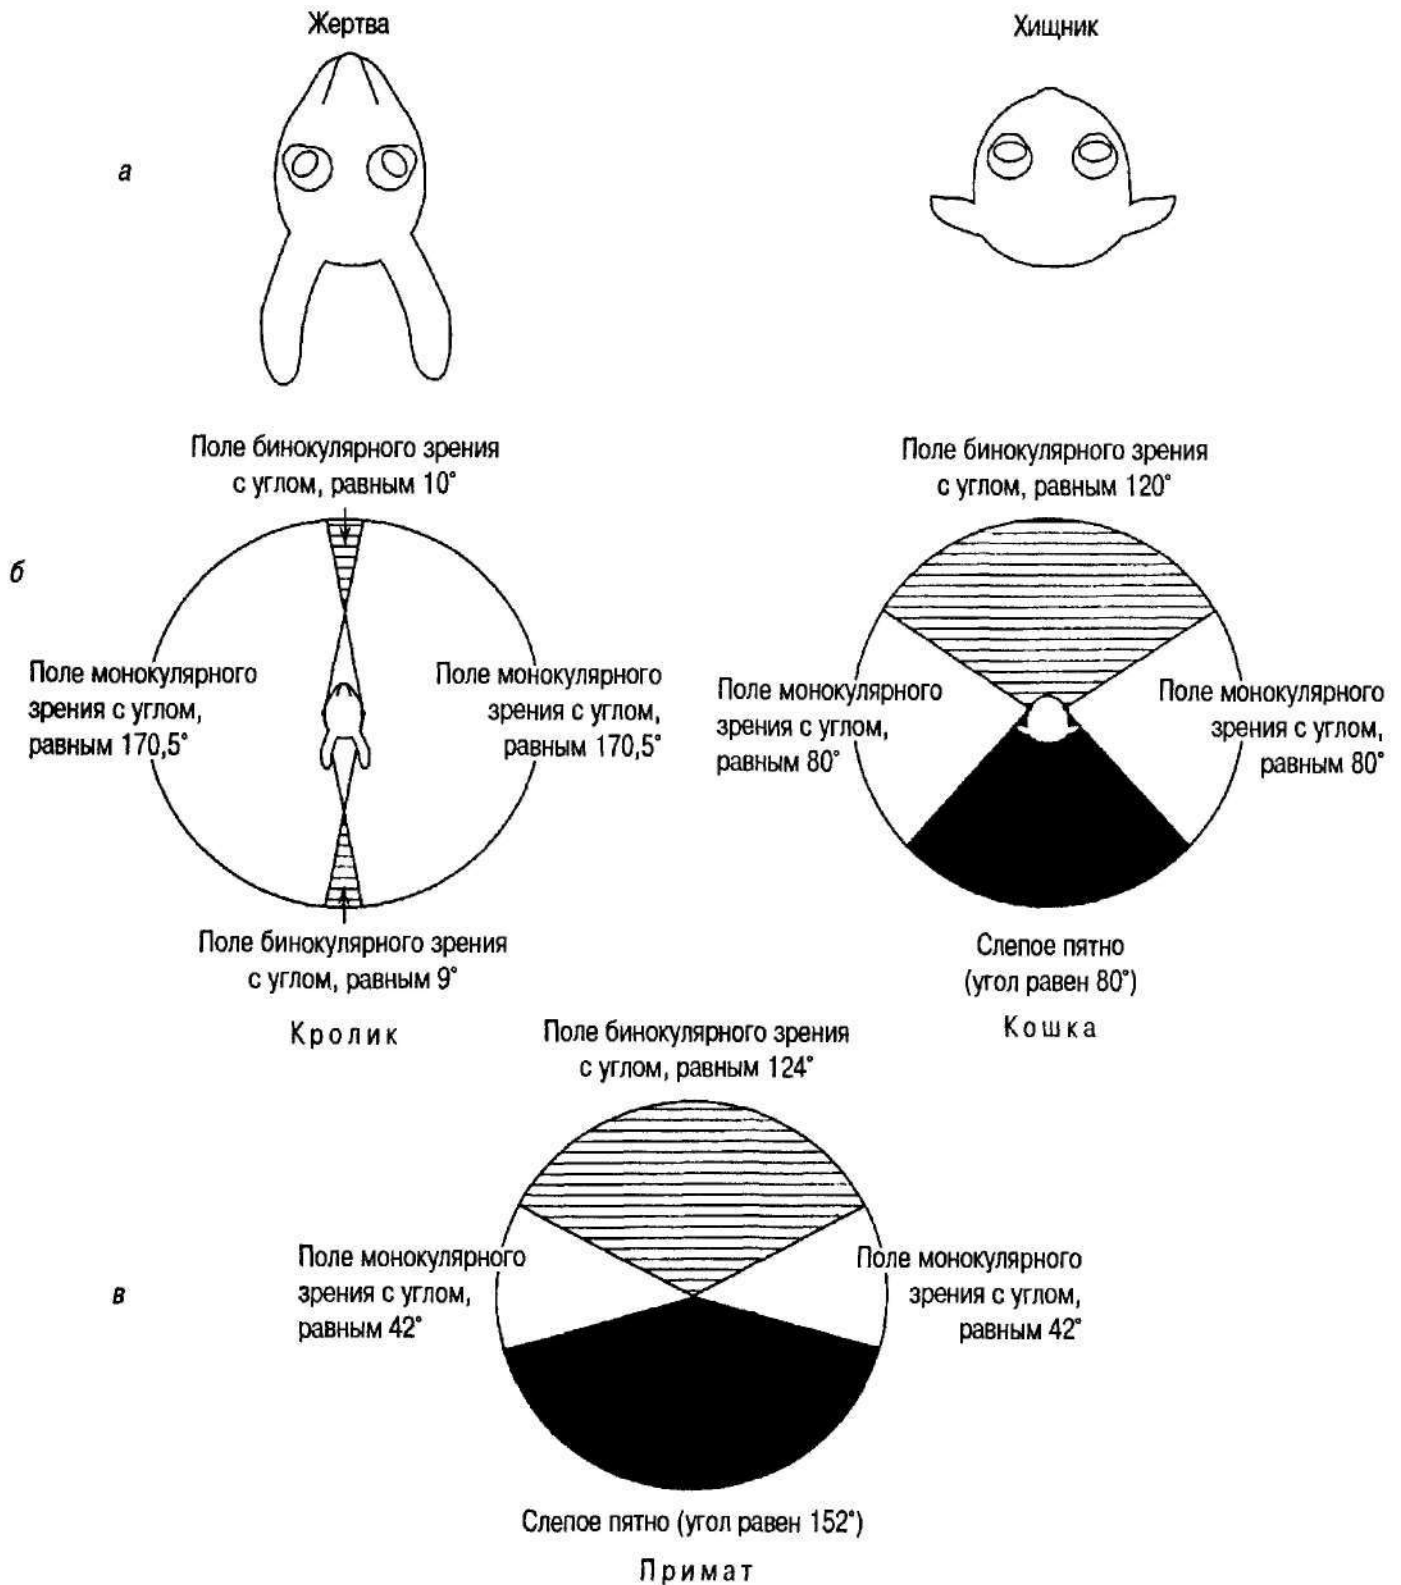 Жертва
Хищник
а
Поле бинокулярного зрения
с углом, равным 10°
Поле бинокулярного зрения
с углом, равным 120°
б
Поле монокулярного
зрения с углом,
равным 170,5°
Поле монокулярного
зрения с углом,
равным 170,5°
Поле монокулярного
зрения с углом,
равным 80°
Поле монокулярного
зрения с углом,
равным 80°
Поле бинокулярного зрения
с углом, равным 9°
Кролик
Слепое пятно
(угол равен 80°)
Кошка
Поле бинокулярного зрения
с углом, равным 124°
в
Поле монокулярного
зрения с углом,
равным 42°
Поле монокулярного
зрения с углом,
равным 42°
Слепое пятно (угол равен 152°)
Примат